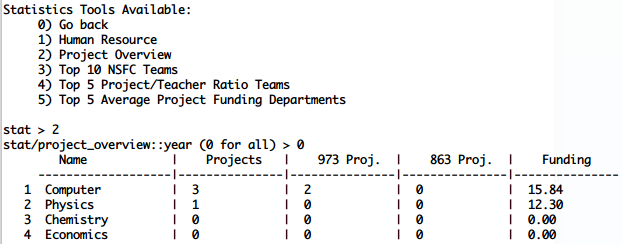 Statistics Tools Available:
0) Go back
1) Human Resource
2) Project Overview
3) Top 10 NSFC Teams
4) Top 5 Project/Teacher Ratio Teams
5) Top 5 Average Project Funding Departments
stat > 2
stat/project_overview::year (0 for all) > 0
Name | Projects | 973 Proj. | 863 Proj. | Funding
--------------------|---------------|---------------|---------------|---------------
1 Computer | 3 | 2 | 0 | 15.84
2 Physics | 1 | 0 | 0 | 12.30
3 Chemistry | 0 | 0 | 0 | 0.00
4 Economics | 0 | 0 | 0 | 0.00